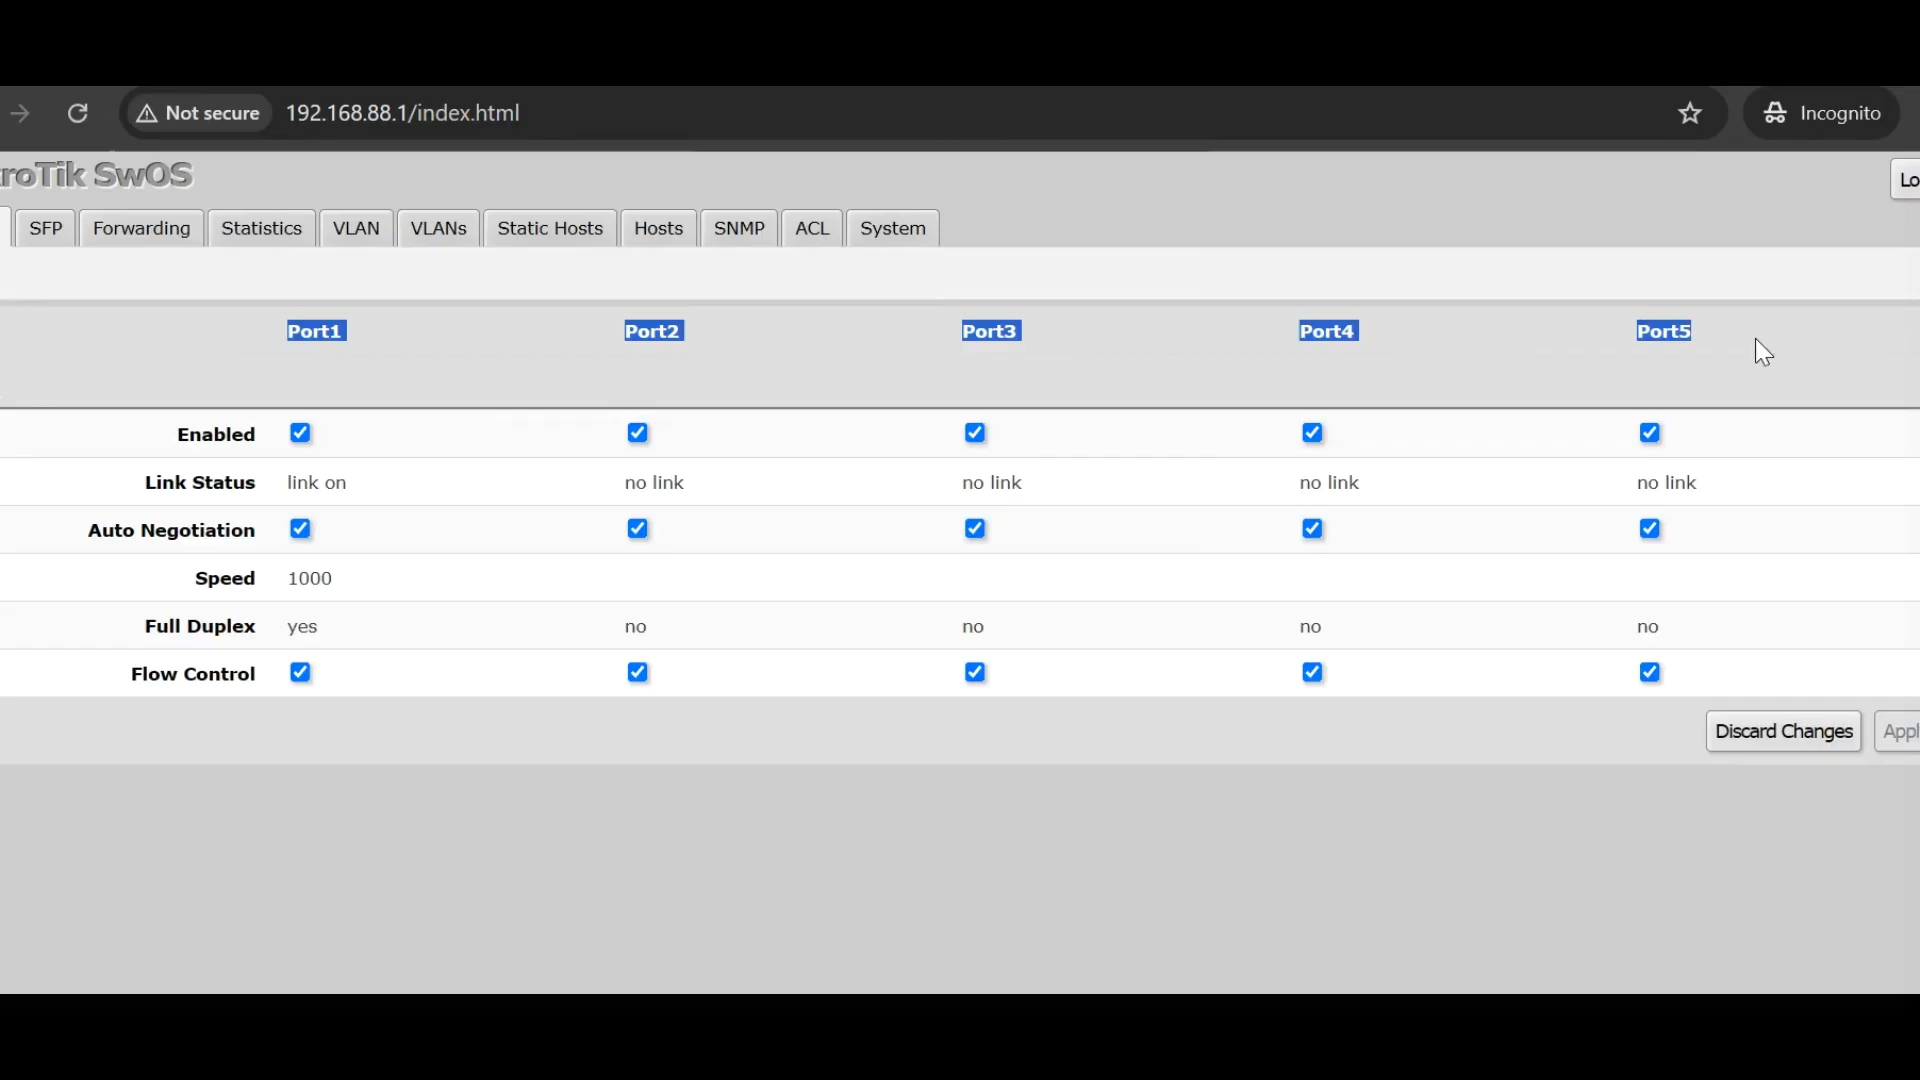 Not secure 192.168.88.1/index.html Incognito
roTik SwOS
Lo
SFP Forwarding Statistics VLAN VLANs Static Hosts Hosts SNMP ACL System
Port1 Port2 Port3 Port4 Port5
Enabled
Link Status link on no link no link no link no link
Auto Negotiation
Speed 1000
Full Duplex yes no no no no
Flow Control
Discard Changes Appl